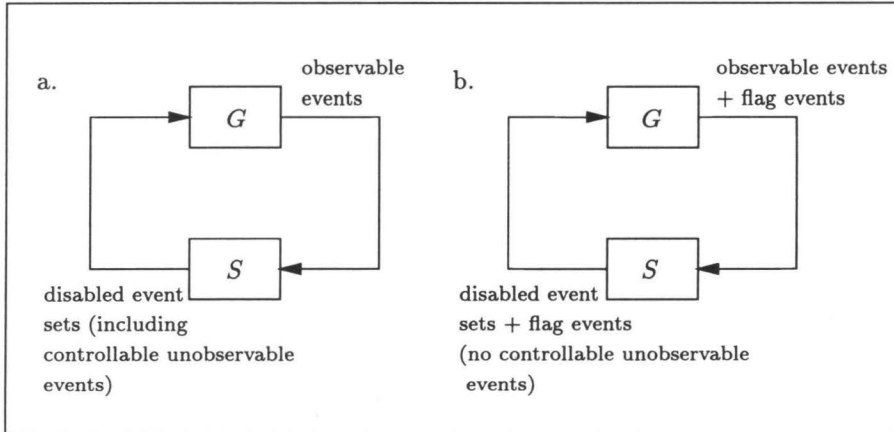 a.
observable
events
G
S
disabled event
sets (including
controllable unobservable
events)
b.
observable events
+ flag events
G
S
disabled event
sets + flag events
(no controllable unobservable
events)